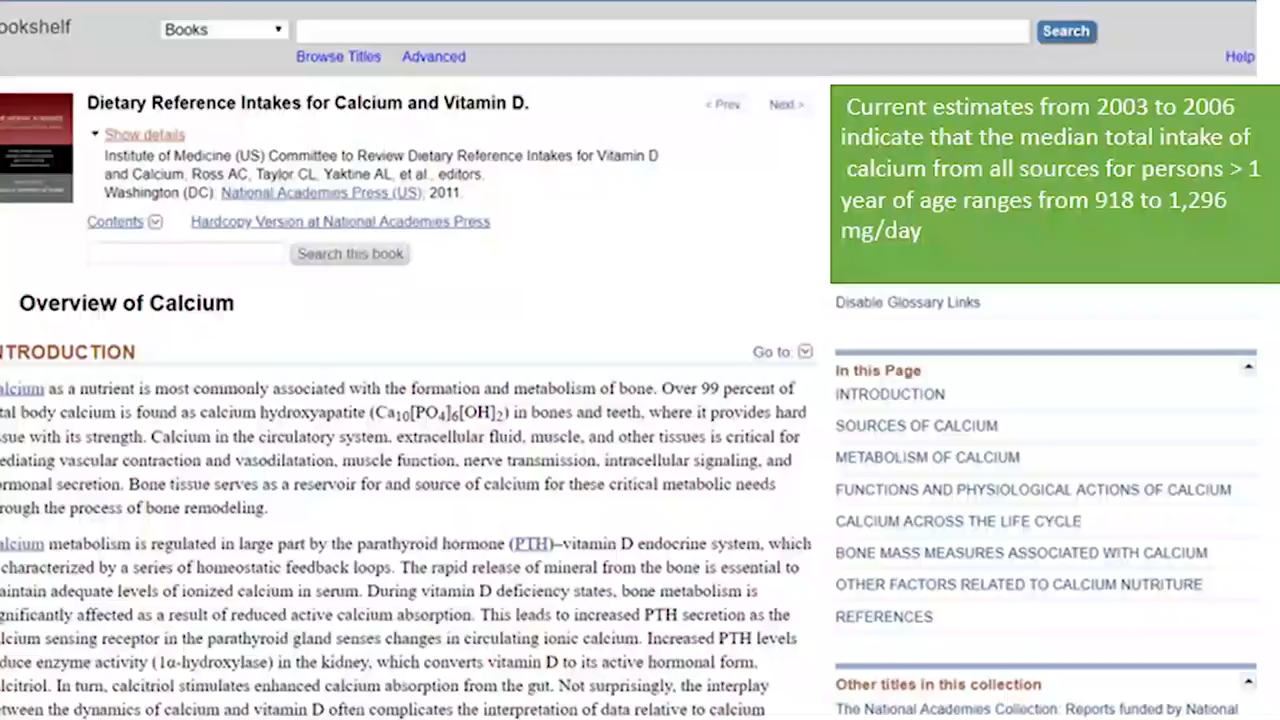 ookshelf
Books
Search
Browse Titles
Advanced
Help
Dietary Reference Intakes for Calcium and Vitamin D.
< Prev
Next >
Show details
Institute of Medicine (US) Committee to Review Dietary Reference Intakes for Vitamin D
and Calcium, Ross AC, Taylor CL, Yaktine AL, et al., editors.
Washington (DC): National Academies Press (US); 2011.
Contents
Hardcopy Version at National Academies Press
Search this book
Current estimates from 2003 to 2006
indicate that the median total intake of
calcium from all sources for persons > 1
year of age ranges from 918 to 1,296
mg/day
Overview of Calcium
NTRODUCTION
Go to:
alcium as a nutrient is most commonly associated with the formation and metabolism of bone. Over 99 percent of
tal body calcium is found as calcium hydroxyapatite (Ca10[PO4]6[OH]2) in bones and teeth, where it provides hard
sue with its strength. Calcium in the circulatory system, extracellular fluid, muscle, and other tissues is critical for
ediating vascular contraction and vasodilatation, muscle function, nerve transmission, intracellular signaling, and
rmonal secretion. Bone tissue serves as a reservoir for and source of calcium for these critical metabolic needs
rough the process of bone remodeling.
alcium metabolism is regulated in large part by the parathyroid hormone (PTH)–vitamin D endocrine system, which
characterized by a series of homeostatic feedback loops. The rapid release of mineral from the bone is essential to
aintain adequate levels of ionized calcium in serum. During vitamin D deficiency states, bone metabolism is
gnificantly affected as a result of reduced active calcium absorption. This leads to increased PTH secretion as the
lcium sensing receptor in the parathyroid gland senses changes in circulating ionic calcium. Increased PTH levels
duce enzyme activity (1α-hydroxylase) in the kidney, which converts vitamin D to its active hormonal form,
lcitriol. In turn, calcitriol stimulates enhanced calcium absorption from the gut. Not surprisingly, the interplay
etween the dynamics of calcium and vitamin D often complicates the interpretation of data relative to calcium
Disable Glossary Links
In this Page
INTRODUCTION
SOURCES OF CALCIUM
METABOLISM OF CALCIUM
FUNCTIONS AND PHYSIOLOGICAL ACTIONS OF CALCIUM
CALCIUM ACROSS THE LIFE CYCLE
BONE MASS MEASURES ASSOCIATED WITH CALCIUM
OTHER FACTORS RELATED TO CALCIUM NUTRITURE
REFERENCES
Other titles in this collection
The National Academies Collection: Reports funded by National